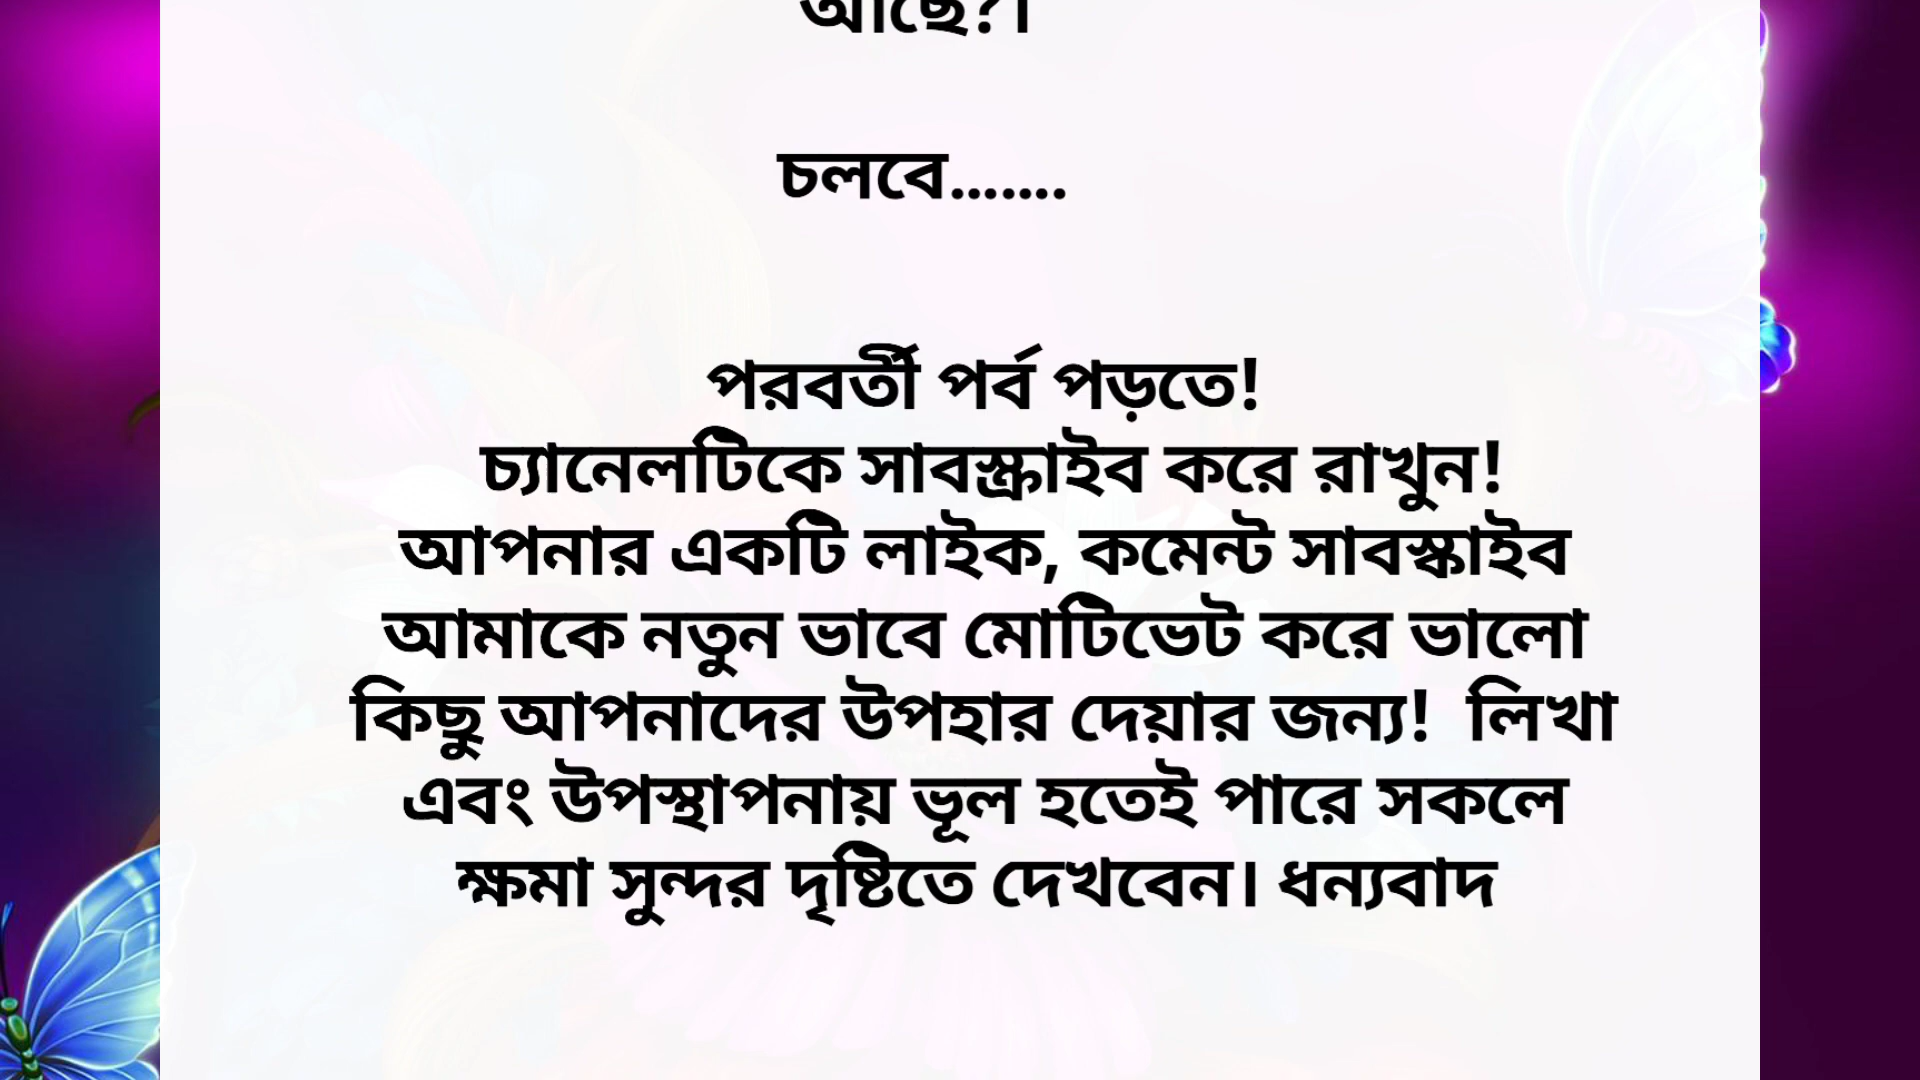 আছে?।
চলবে.......
পরবর্তী পর্ব পড়তে!
চ্যানেলটিকে সাবস্ক্রাইব করে রাখুন!
আপনার একটি লাইক, কমেন্ট সাবস্কাইব
আমাকে নতুন ভাবে মোটিভেট করে ভালো
কিছু আপনাদের উপহার দেয়ার জন্য! লিখা
এবং উপস্থাপনায় ভূল হতেই পারে সকলে
ক্ষমা সুন্দর দৃষ্টিতে দেখবেন। ধন্যবাদ